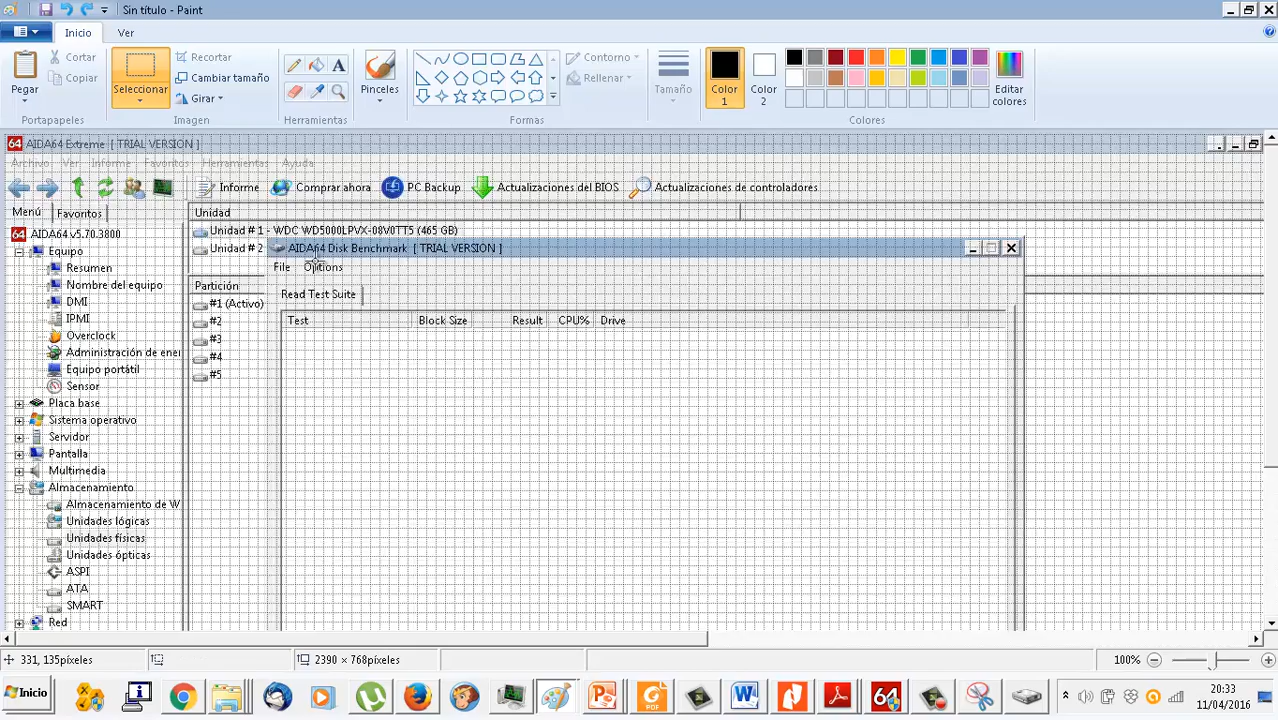 Sin título - Paint
Inicio Ver
Pegar
Cortar
Copiar
Portapapeles
Seleccionar
Recortar
Cambiar tamaño
Girar
Imagen
A
Herramientas
Pinceles
Contorno
Rellenar
Formas
Tamaño
Color 1
Color 2
Editar colores
Colores
64 AIDA64 Extreme [ TRIAL VERSION ]
Archivo Ver Informe Favoritos Herramientas Ayuda
Informe Comprar ahora PC Backup Actualizaciones del BIOS Actualizaciones de controladores
Menú Favoritos
64 AIDA64 v5.70.3800
Equipo
Resumen
Nombre del equipo
DMI
IPMI
Overclock
Administración de ener
Equipo portátil
Sensor
Placa base
Sistema operativo
Servidor
Pantalla
Multimedia
Almacenamiento
Almacenamiento de W
Unidades lógicas
Unidades físicas
Unidades ópticas
ASPI
ATA
SMART
Red
Unidad
Unidad #1 - WDC WD5000LPVX-08V0TT5 (465 GB)
Unidad #2
Partición
#1 (Activo)
#2
#3
#4
#5
AIDA64 Disk Benchmark [ TRIAL VERSION ]
File Options
Read Test Suite
Test Block Size Result CPU% Drive
331, 135píxeles 2390 × 768píxeles 100%
Inicio
PDF
64
20:33
11/04/2016